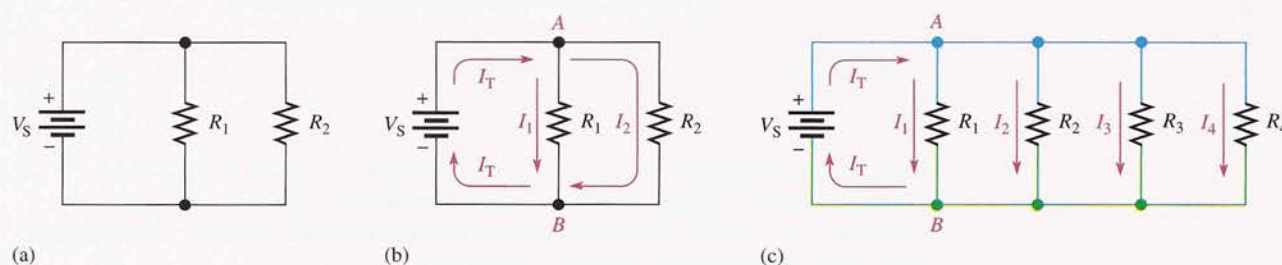 A
A
I_T
I_T
+
+
+
V_S
R_1
R_2
V_S
I_1
R_1
I_2
R_2
V_S
I_1
R_1
I_2
R_2
I_3
R_3
I_4
−
−
−
I_T
I_T
B
B
(a)
(b)
(c)